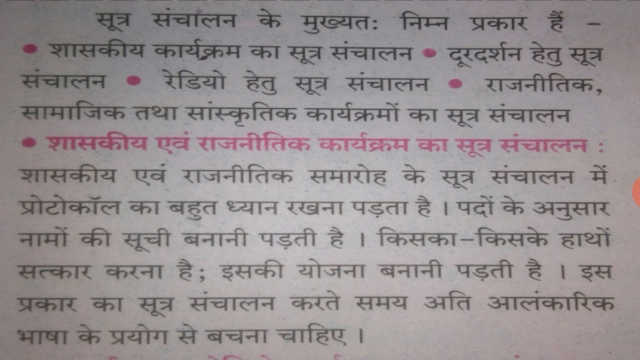 सूत्र संचालन के मुख्यतः निम्न प्रकार हैं –
• शासकीय कार्यक्रम का सूत्र संचालन • दूरदर्शन हेतु सूत्र
संचालन • रेडियो हेतु सूत्र संचालन • राजनीतिक,
सामाजिक तथा सांस्कृतिक कार्यक्रमों का सूत्र संचालन
• शासकीय एवं राजनीतिक कार्यक्रम का सूत्र संचालन :
शासकीय एवं राजनीतिक समारोह के सूत्र संचालन में
प्रोटोकॉल का बहुत ध्यान रखना पड़ता है । पदों के अनुसार
नामों की सूची बनानी पड़ती है । किसका–किसके हाथों
सत्कार करना है; इसकी योजना बनानी पड़ती है । इस
प्रकार का सूत्र संचालन करते समय अति आलंकारिक
भाषा के प्रयोग से बचना चाहिए ।